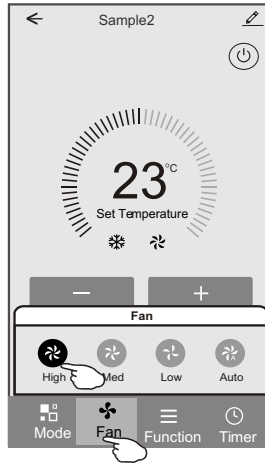 Sample2
23°C
Set Temperature
Fan
High Med Low Auto
Mode Fan Function Timer